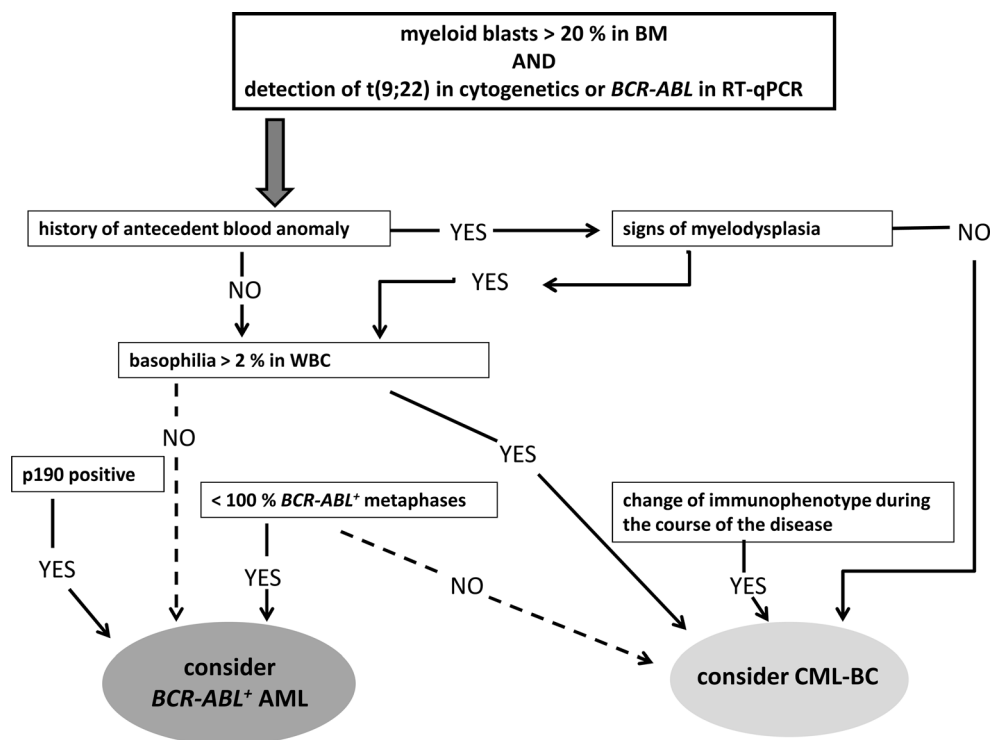 myeloid blasts > 20 % in BM
AND
detection of t(9;22) in cytogenetics or BCR-ABL in RT-qPCR
history of antecedent blood anomaly
YES
signs of myelodysplasia
NO
NO
YES
basophilia > 2 % in WBC
NO
YES
p190 positive
< 100 % BCR-ABL⁺ metaphases
change of immunophenotype during
the course of the disease
YES
YES
NO
YES
consider
BCR-ABL⁺ AML
consider CML-BC